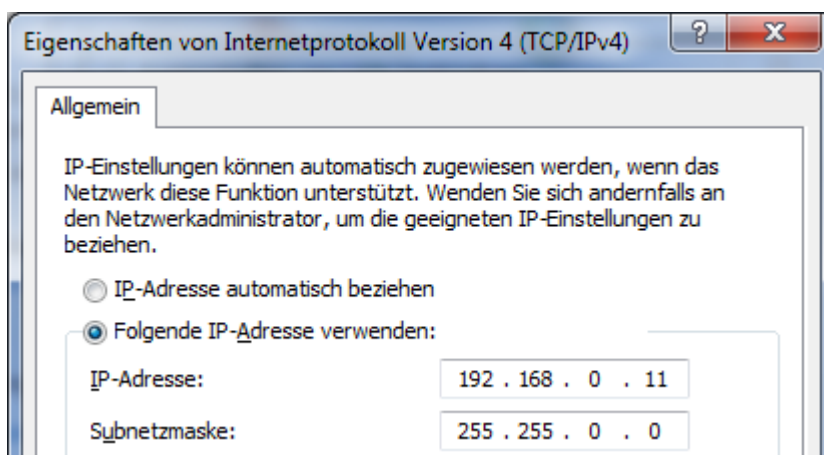 Eigenschaften von Internetprotokoll Version 4 (TCP/IPv4)
?
Allgemein
IP-Einstellungen können automatisch zugewiesen werden, wenn das
Netzwerk diese Funktion unterstützt. Wenden Sie sich andernfalls an
den Netzwerkadministrator, um die geeigneten IP-Einstellungen zu
beziehen.
IP-Adresse automatisch beziehen
Folgende IP-Adresse verwenden:
IP-Adresse: 192 . 168 . 0 . 11
Subnetzmaske: 255 . 255 . 0 . 0